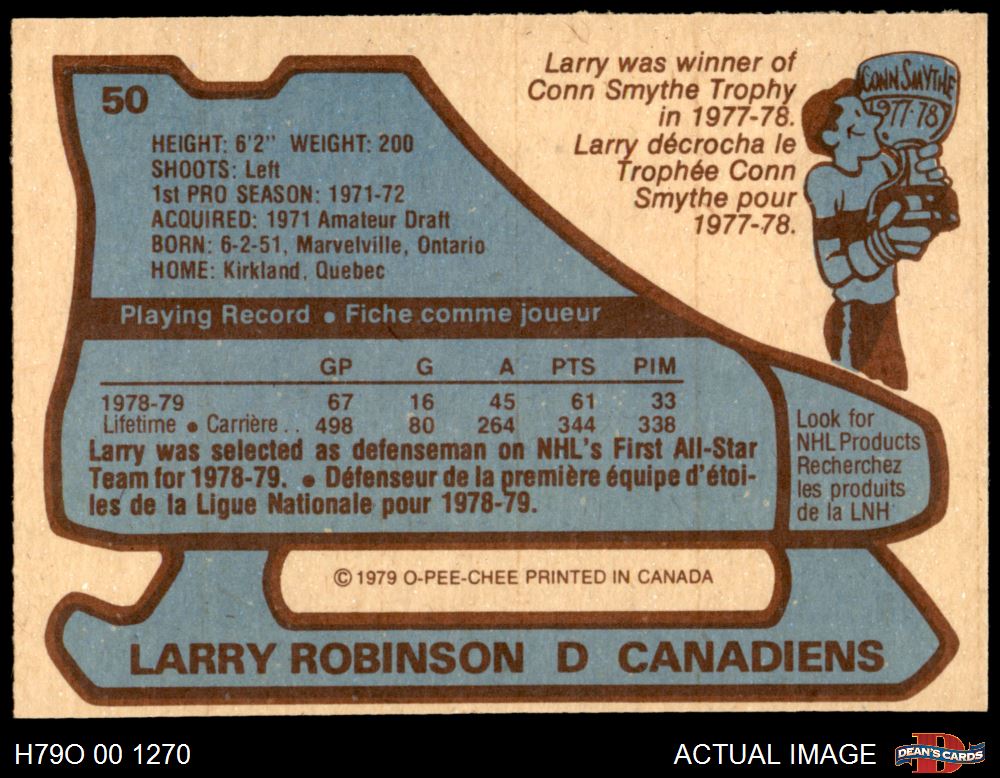 50
HEIGHT: 6'2" WEIGHT: 200
SHOOTS: Left
1st PRO SEASON: 1971-72
ACQUIRED: 1971 Amateur Draft
BORN: 6-2-51, Marvelville, Ontario
HOME: Kirkland, Quebec
Larry was winner of
Conn Smythe Trophy
in 1977-78.
Larry décrocha le
Trophée Conn
Smythe pour
1977-78.
CONN SMYTHE
1977-78
Playing Record • Fiche comme joueur
GP G A PTS PIM
1978-79 67 16 45 61 33
Lifetime • Carrière . . 498 80 264 344 338
Larry was selected as defenseman on NHL's First All-Star
Team for 1978-79. • Défenseur de la première équipe d'étoi-
les de la Ligue Nationale pour 1978-79.
Look for
NHL Products
Recherchez
les produits
de la LNH
© 1979 O-PEE-CHEE PRINTED IN CANADA
LARRY ROBINSON D CANADIENS
H79O 00 1270
ACTUAL IMAGE
D
DEAN'S CARDS